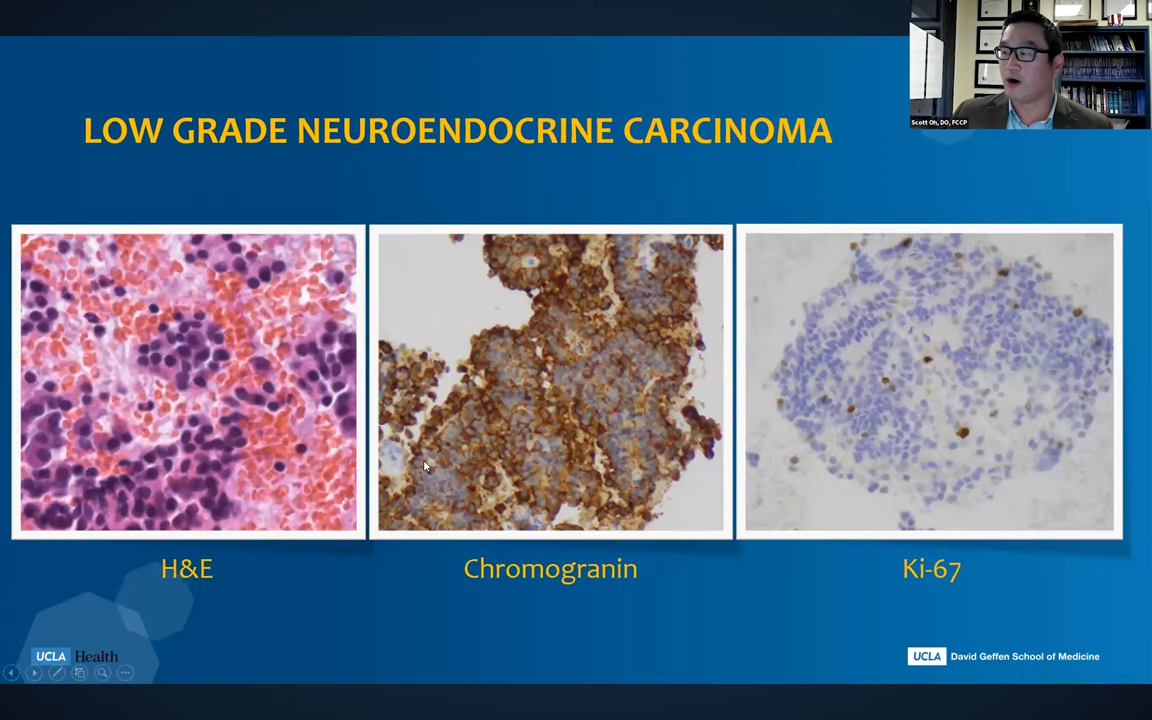 LOW GRADE NEUROENDOCRINE CARCINOMA
Scott Oh, DO, FCCP
H&E
Chromogranin
Ki-67
UCLA Health
UCLA David Geffen School of Medicine